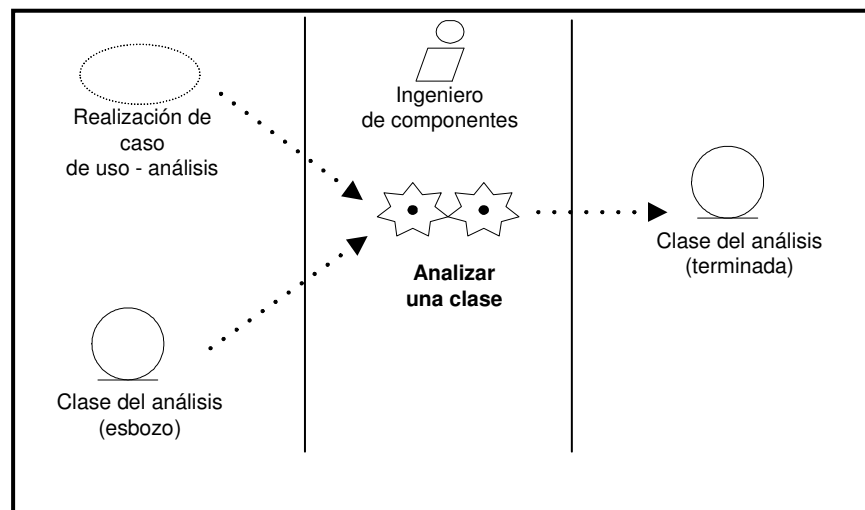 Realización de
caso
de uso - análisis
Clase del análisis
(esbozo)
Ingeniero
de componentes
Analizar
una clase
Clase del análisis
(terminada)